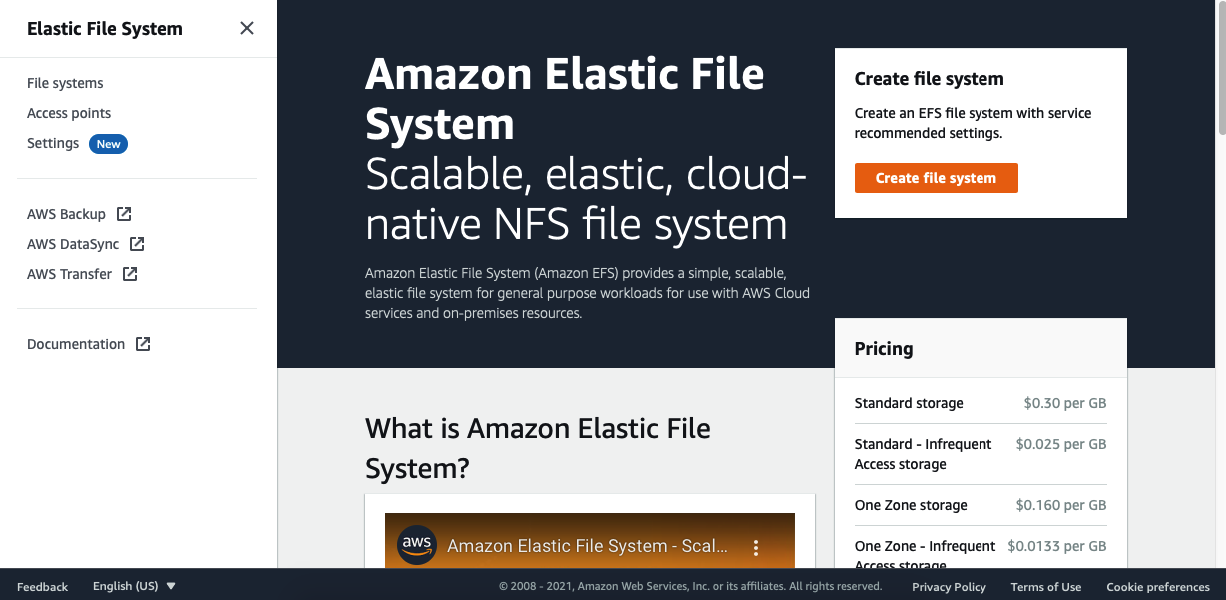 Elastic File System
File systems
Access points
Settings New
AWS Backup
AWS DataSync
AWS Transfer
Documentation
Amazon Elastic File
System
Scalable, elastic, cloud-
native NFS file system
Amazon Elastic File System (Amazon EFS) provides a simple, scalable,
elastic file system for general purpose workloads for use with AWS Cloud
services and on-premises resources.
Create file system
Create an EFS file system with service
recommended settings.
Create file system
Pricing
Standard storage $0.30 per GB
Standard - Infrequent $0.025 per GB
Access storage
One Zone storage $0.160 per GB
One Zone - Infrequent $0.0133 per GB
Access storage
What is Amazon Elastic File
System?
aws Amazon Elastic File System - Scal...
Feedback English (US) © 2008 - 2021, Amazon Web Services, Inc. or its affiliates. All rights reserved. Privacy Policy Terms of Use Cookie preferences